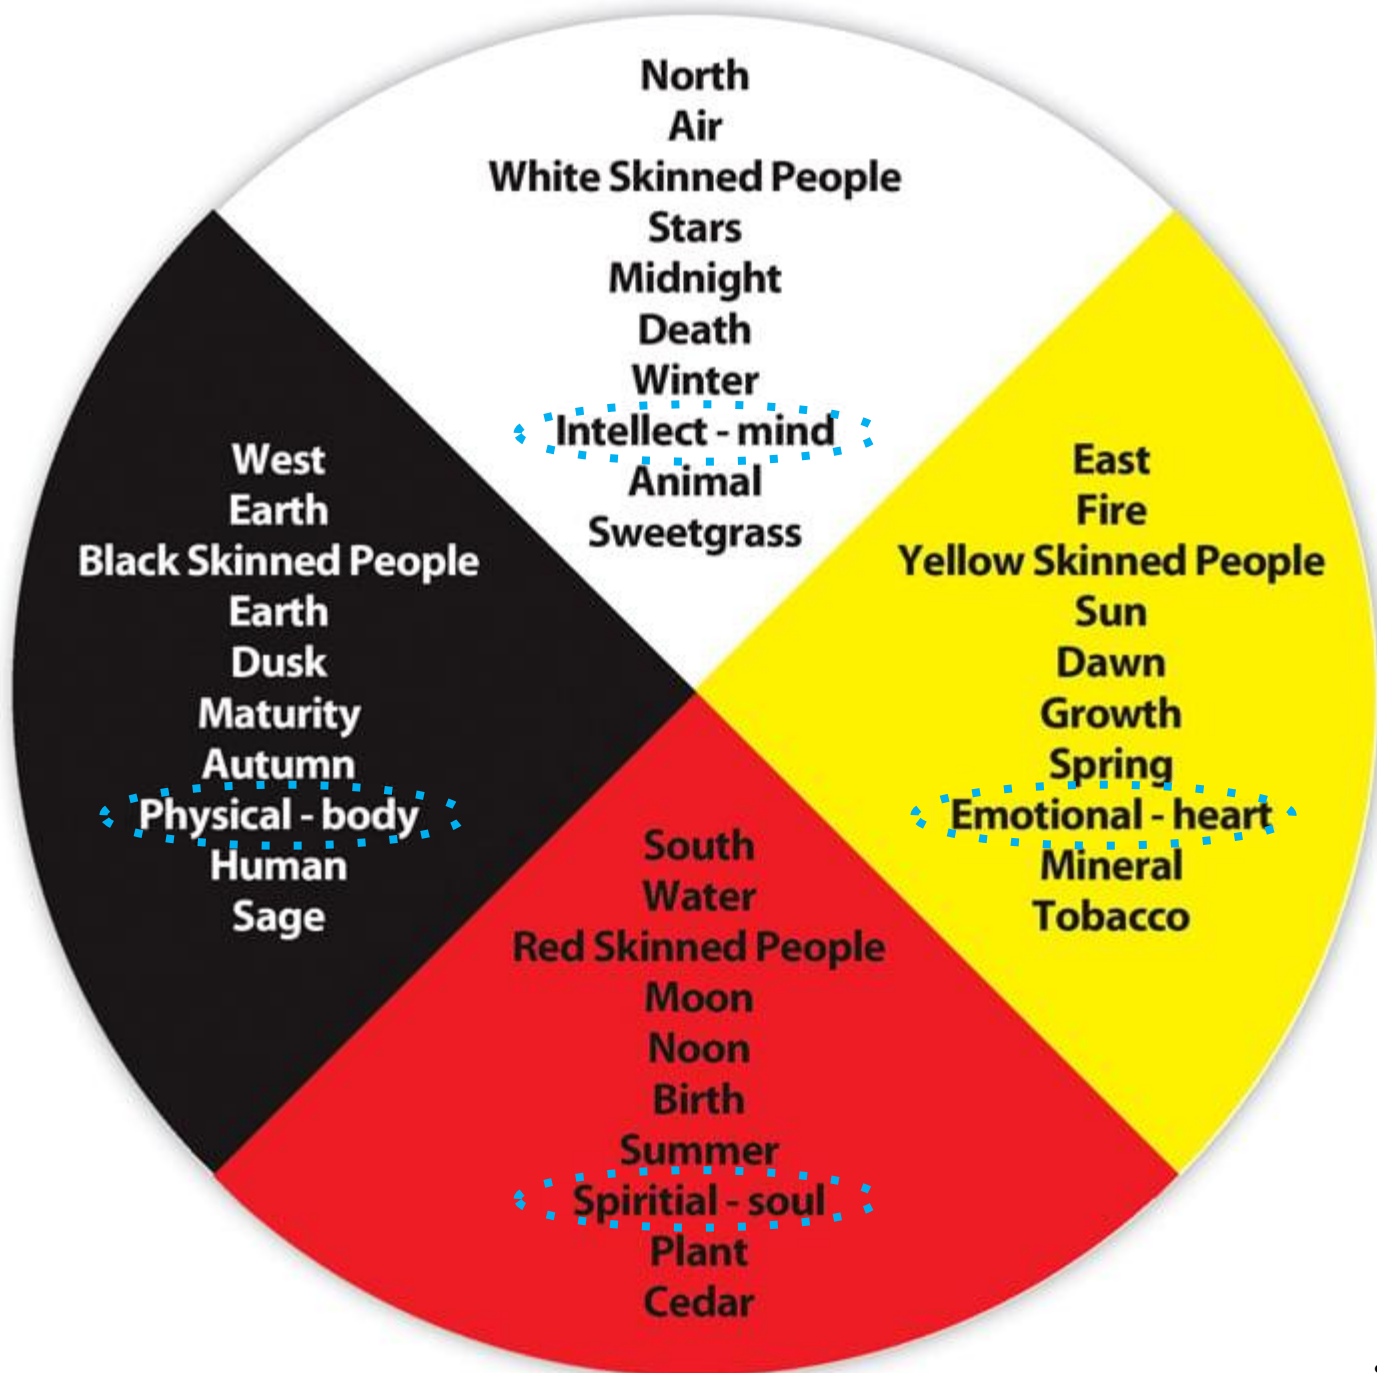 North
Air
White Skinned People
Stars
Midnight
Death
Winter
Intellect - mind
Animal
Sweetgrass
West
Earth
Black Skinned People
Earth
Dusk
Maturity
Autumn
Physical - body
Human
Sage
East
Fire
Yellow Skinned People
Sun
Dawn
Growth
Spring
Emotional - heart
Mineral
Tobacco
South
Water
Red Skinned People
Moon
Noon
Birth
Summer
Spiritial - soul
Plant
Cedar